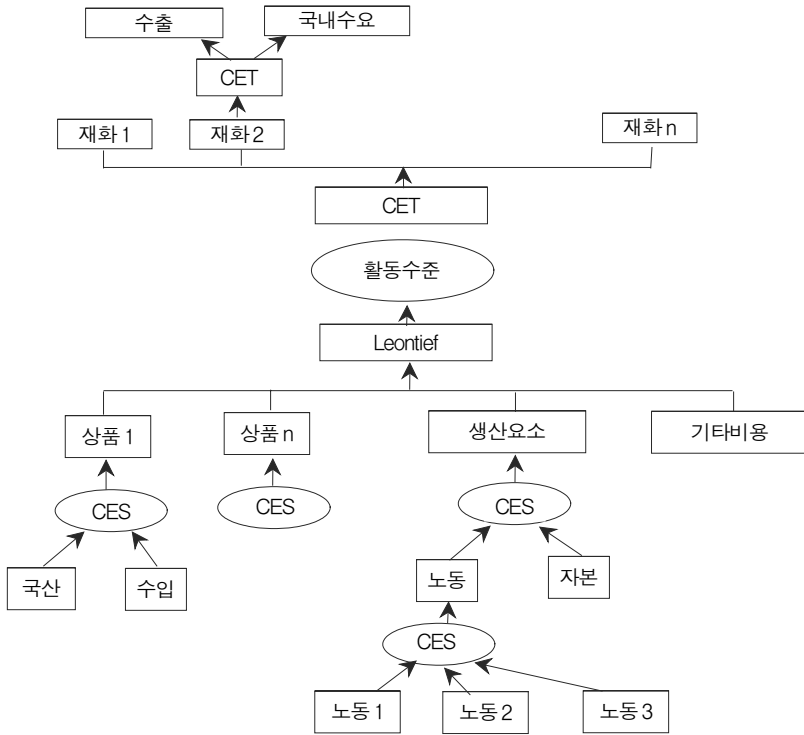 수출
국내수요
CET
재화 1
재화 2
재화 n
CET
활동수준
Leontief
상품 1
상품 n
생산요소
기타비용
CES
CES
CES
국산
수입
노동
자본
CES
노동 1
노동 2
노동 3